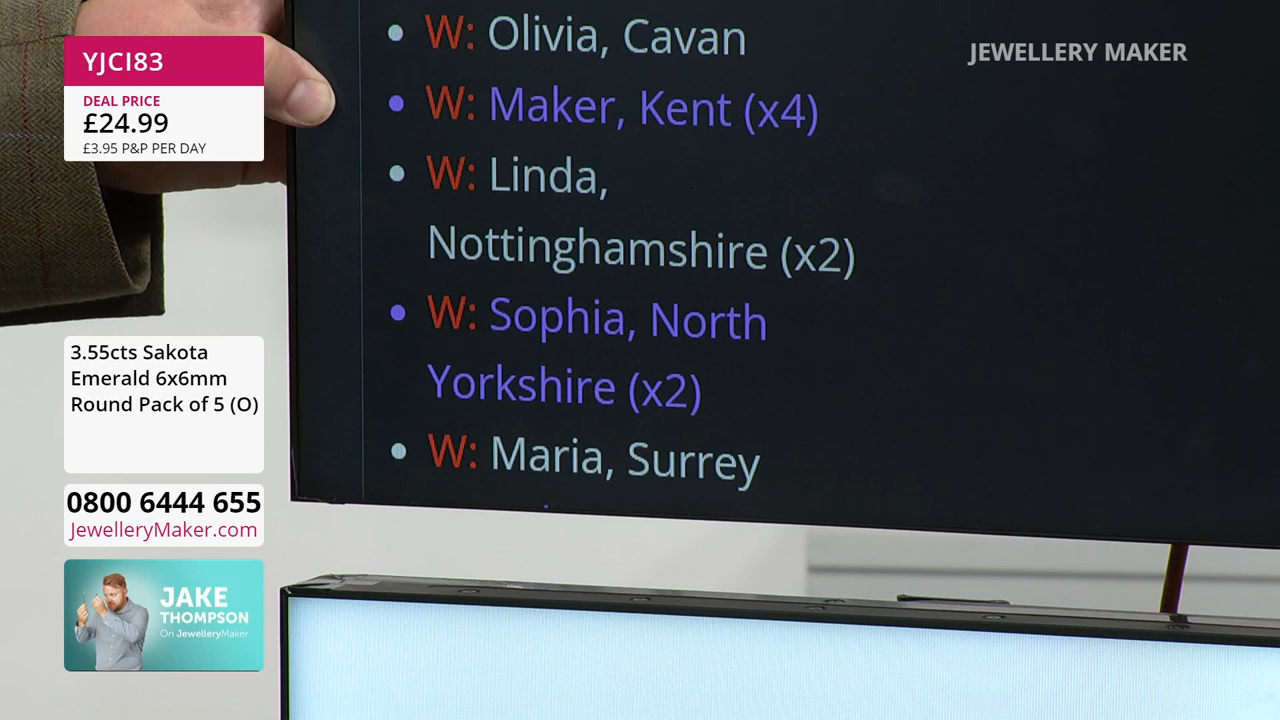 YJCI83
DEAL PRICE
£24.99
£3.95 P&P PER DAY
3.55cts Sakota
Emerald 6x6mm
Round Pack of 5 (O)
0800 6444 655
JewelleryMaker.com
JAKE
THOMPSON
On JewelleryMaker
JEWELLERY MAKER
• W: Olivia, Cavan
• W: Maker, Kent (x4)
• W: Linda,
Nottinghamshire (x2)
• W: Sophia, North
Yorkshire (x2)
• W: Maria, Surrey